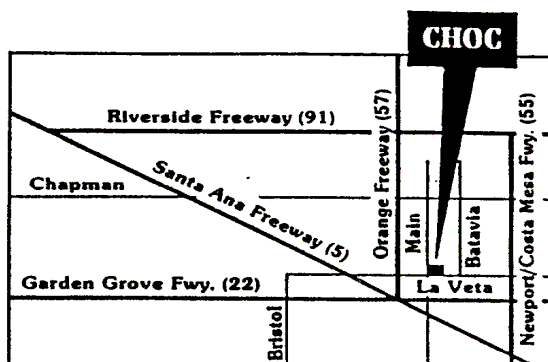 CHOC
Riverside Freeway (91)
Orange Freeway (57)
Newport/Costa Mesa Fwy. (55)
Santa Ana Freeway (5)
Chapman
Main
Batavia
Garden Grove Fwy. (22)
La Veta
Bristol